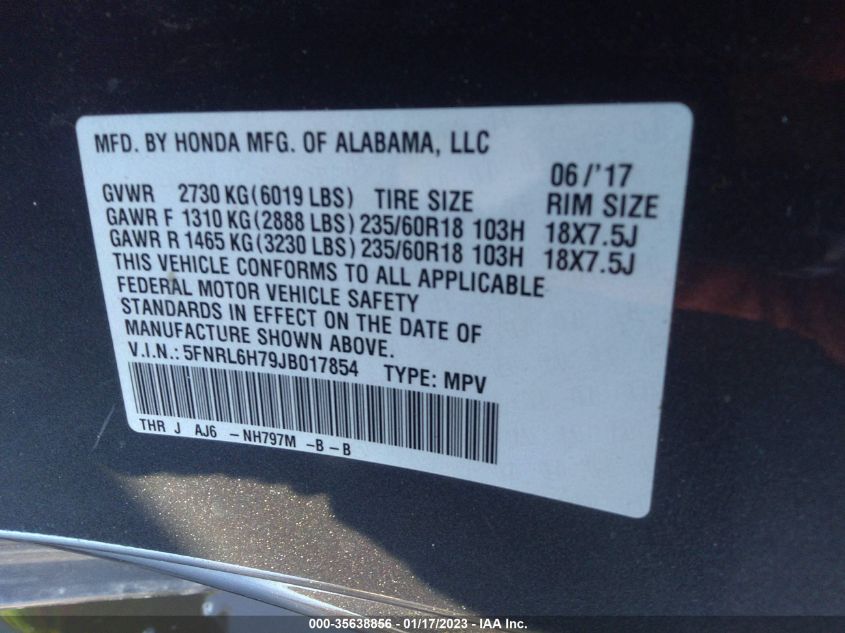 MFD. BY HONDA MFG. OF ALABAMA, LLC
06/'17
GVWR 2730 KG(6019 LBS) TIRE SIZE RIM SIZE
GAWR F 1310 KG(2888 LBS) 235/60R18 103H 18X7.5J
GAWR R 1465 KG(3230 LBS) 235/60R18 103H 18X7.5J
THIS VEHICLE CONFORMS TO ALL APPLICABLE
FEDERAL MOTOR VEHICLE SAFETY
STANDARDS IN EFFECT ON THE DATE OF
MANUFACTURE SHOWN ABOVE.
V.I.N.: 5FNRL6H79JB017854 TYPE: MPV
THR J AJ6 -NH797M -B-B
000-35638856 - 01/17/2023 - IAA Inc.